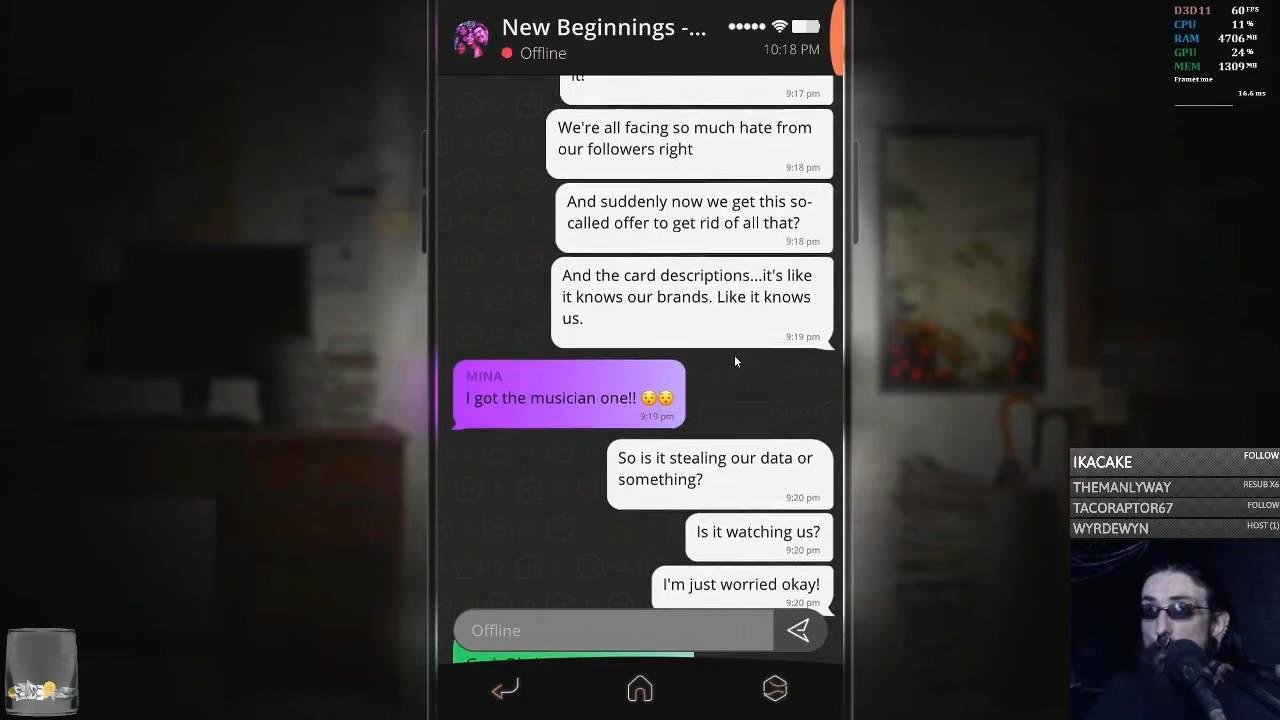 New Beginnings -...
Offline
10:18 PM
it!
9:17 pm
We're all facing so much hate from
our followers right
9:18 pm
And suddenly now we get this so-
called offer to get rid of all that?
9:18 pm
And the card descriptions...it's like
it knows our brands. Like it knows
us.
9:19 pm
MINA
I got the musician one!! 😌😌
9:19 pm
So is it stealing our data or
something?
9:20 pm
Is it watching us?
9:20 pm
I'm just worried okay!
9:20 pm
Offline
D3D11 60 FPS
CPU 11 %
RAM 4706 MB
GPU 24 %
MEM 1309 MB
Frametime
16.6 ms
IKACAKE FOLLOW
THEMANLYWAY RESUB X6
TACORAPTOR67 FOLLOW
WYRDEWYN HOST (1)